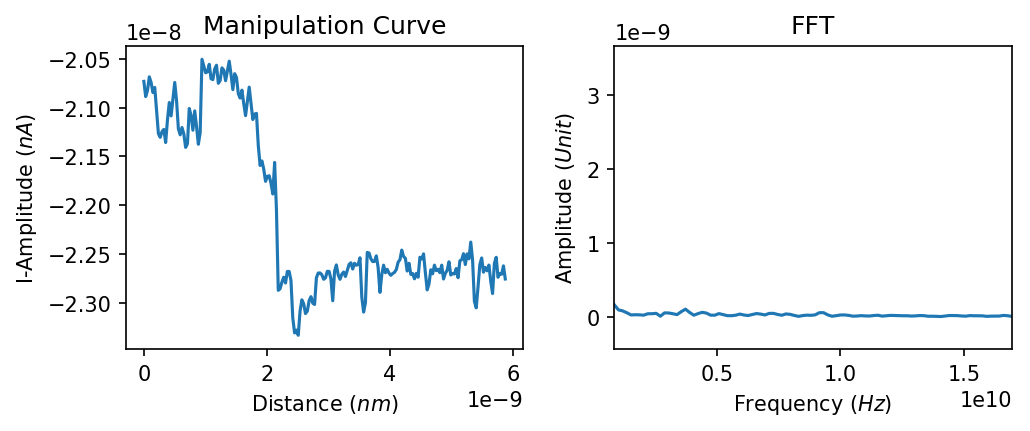 Manipulation Curve
1e−8
−2.05
−2.10
−2.15
−2.20
−2.25
−2.30
I-Amplitude (nA)
0 2 4 6
1e−9
Distance (nm)
FFT
1e−9
3
2
1
0
Amplitude (Unit)
0.5 1.0 1.5
1e10
Frequency (Hz)